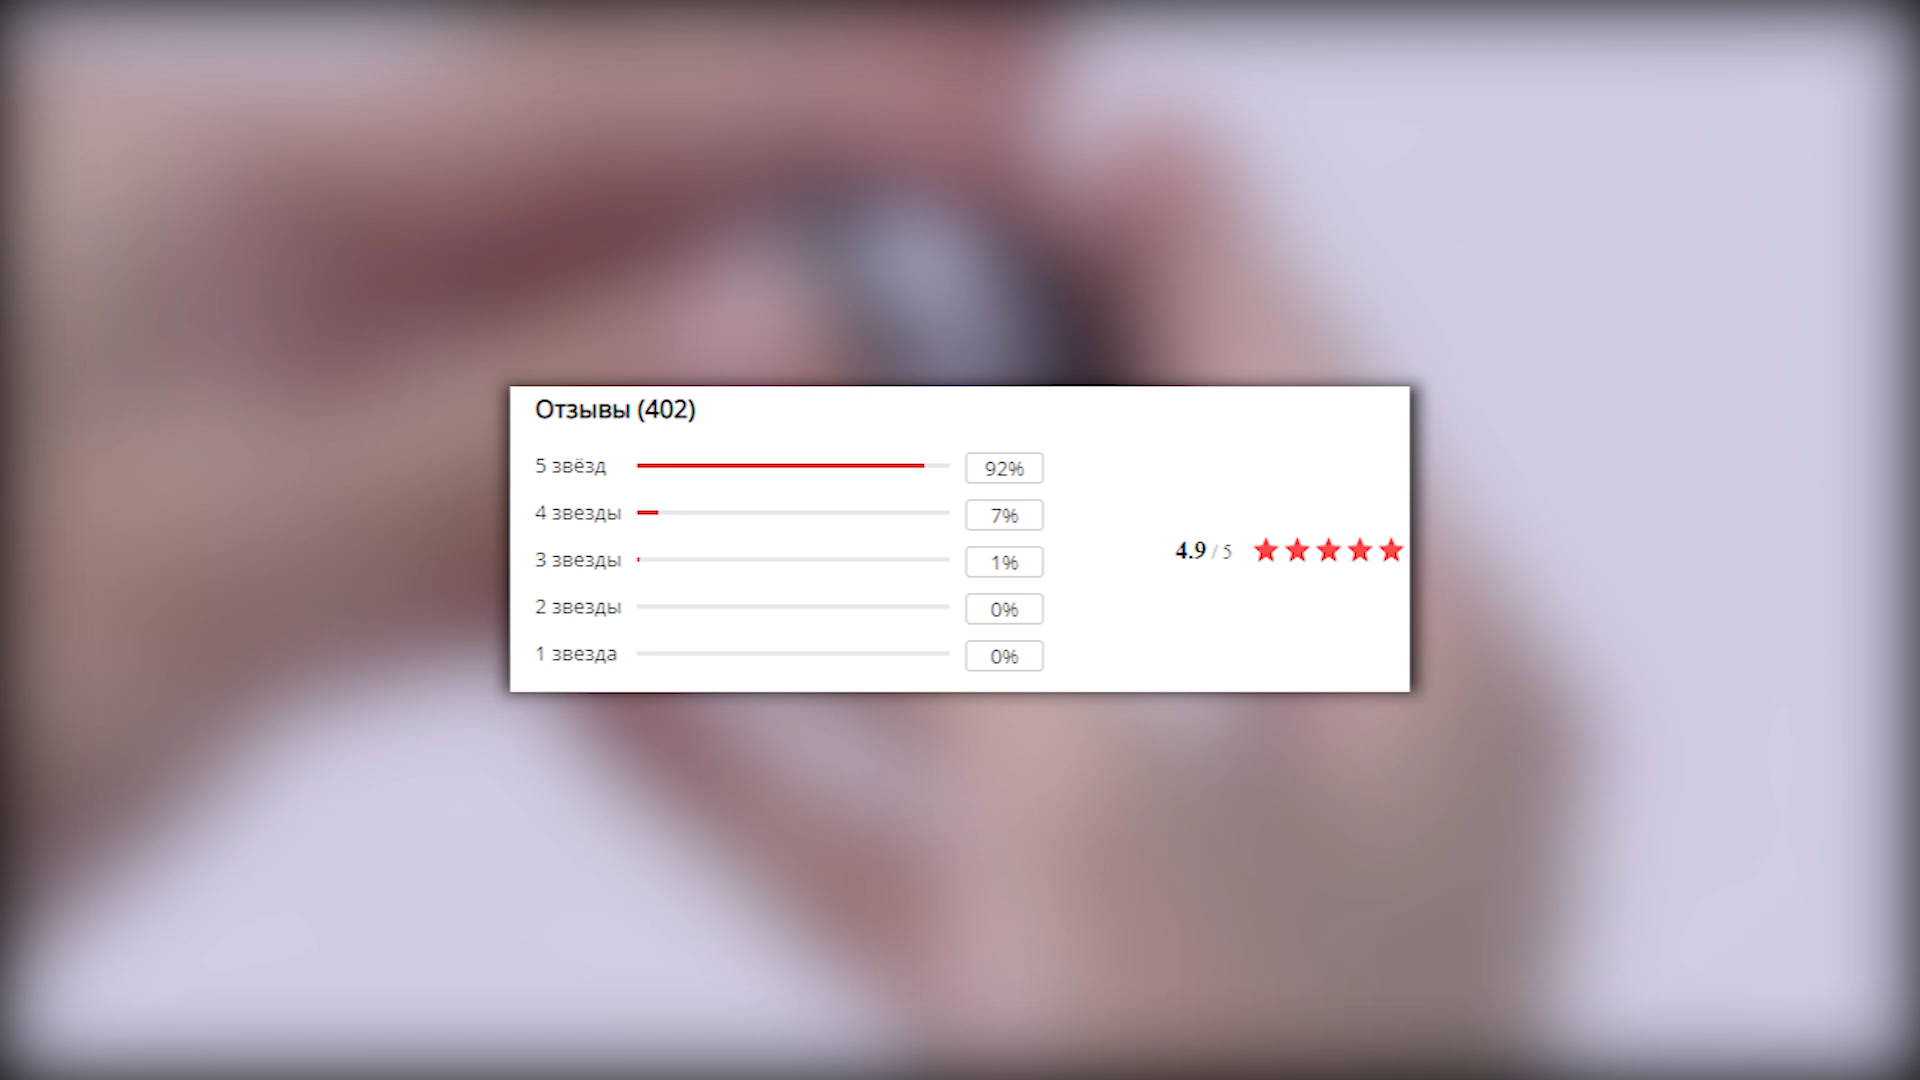 Отзывы (402)
5 звёзд 92%
4 звезды 7%
3 звезды 1%
2 звезды 0%
1 звезда 0%
4.9 / 5